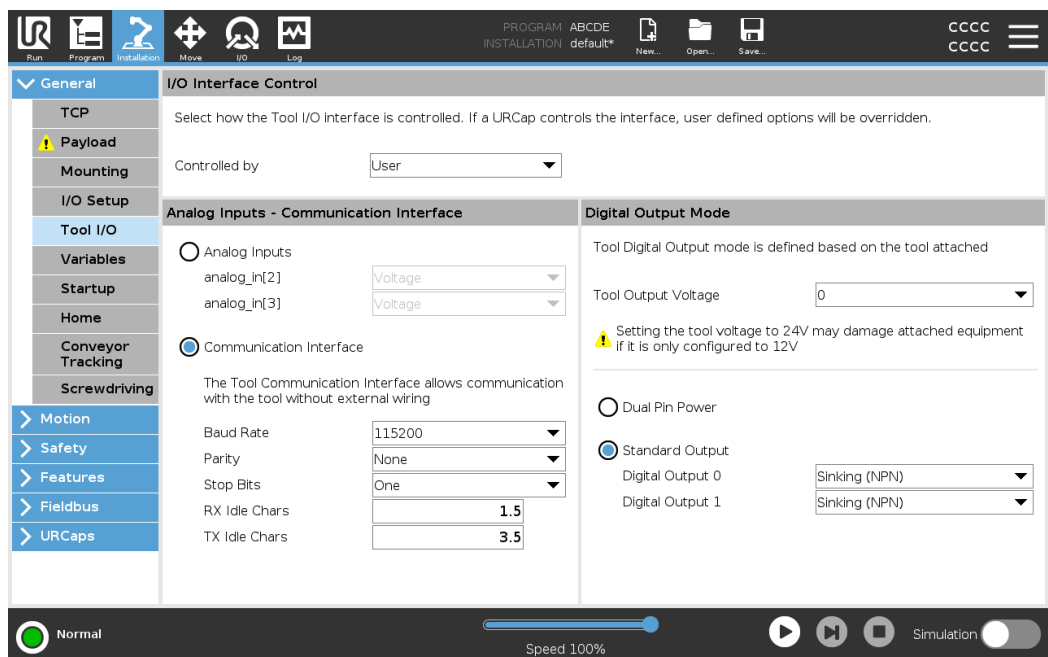 PROGRAM ABCDE
INSTALLATION default*
CCCC
CCCC
Run Program Installation Move I/O Log New... Open... Save...
General
TCP
Payload
Mounting
I/O Setup
Tool I/O
Variables
Startup
Home
Conveyor
Tracking
Screwdriving
Motion
Safety
Features
Fieldbus
URCaps
I/O Interface Control
Select how the Tool I/O interface is controlled. If a URCap controls the interface, user defined options will be overridden.
Controlled by User
Analog Inputs - Communication Interface
Analog Inputs
analog_in[2] Voltage
analog_in[3] Voltage
Communication Interface
The Tool Communication Interface allows communication
with the tool without external wiring
Baud Rate 115200
Parity None
Stop Bits One
RX Idle Chars 1.5
TX Idle Chars 3.5
Digital Output Mode
Tool Digital Output mode is defined based on the tool attached
Tool Output Voltage 0
Setting the tool voltage to 24V may damage attached equipment
if it is only configured to 12V
Dual Pin Power
Standard Output
Digital Output 0 Sinking (NPN)
Digital Output 1 Sinking (NPN)
Normal
Speed 100%
Simulation